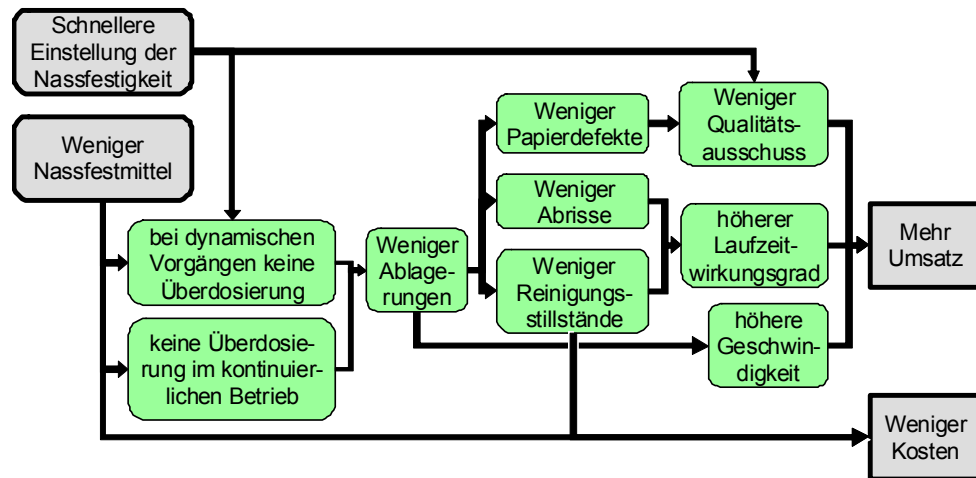 Schnellere
Einstellung der
Nassfestigkeit
Weniger
Nassfestmittel
bei dynamischen
Vorgängen keine
Überdosierung
keine Überdosie-
rung im kontinuier-
lichen Betrieb
Weniger
Ablage-
rungen
Weniger
Papierdefekte
Weniger
Abrisse
Weniger
Reinigungs-
stillstände
Weniger
Qualitäts-
ausschuss
höherer
Laufzeit-
wirkungsgrad
höhere
Geschwin-
digkeit
Mehr
Umsatz
Weniger
Kosten